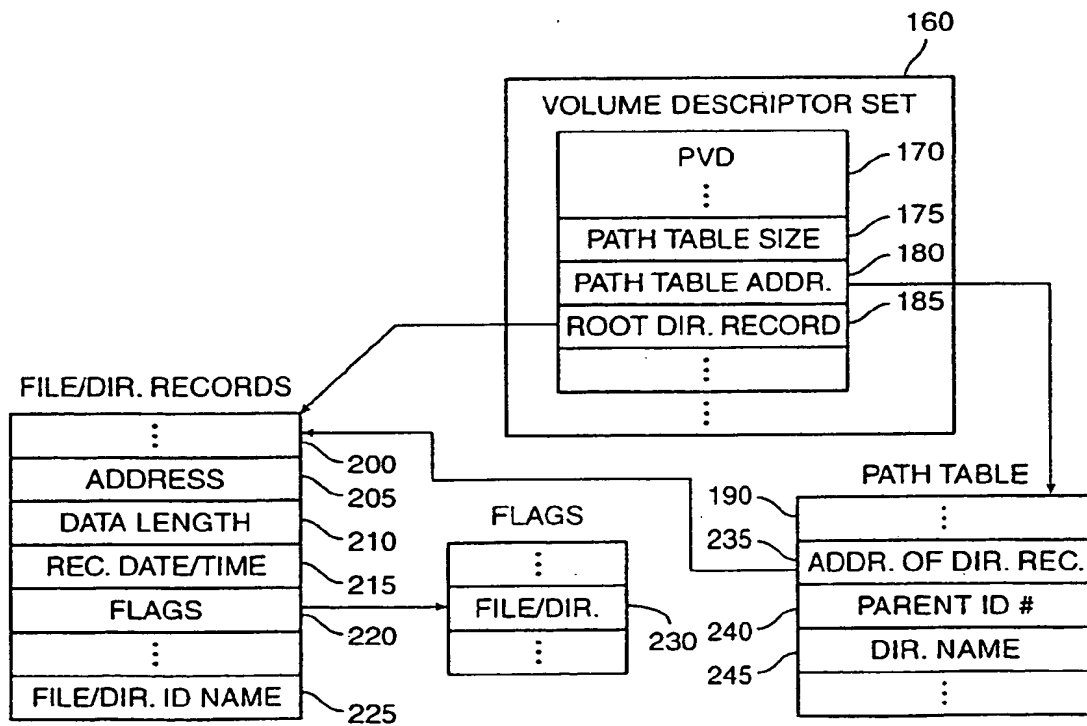 160
VOLUME DESCRIPTOR SET
PVD
170
175
PATH TABLE SIZE
180
PATH TABLE ADDR.
185
ROOT DIR. RECORD
FILE/DIR. RECORDS
200
ADDRESS
205
DATA LENGTH
210
REC. DATE/TIME
215
FLAGS
220
FILE/DIR. ID NAME
225
FLAGS
FILE/DIR.
230
PATH TABLE
190
235
ADDR. OF DIR. REC.
240
PARENT ID #
245
DIR. NAME